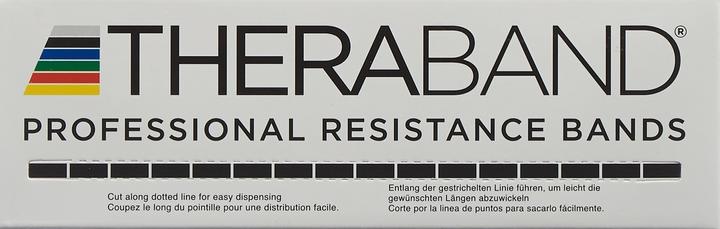 THERABAND®
PROFESSIONAL RESISTANCE BANDS
Cut along dotted line for easy dispensing
Coupez le long du pointille pour une distribution facile.
Entlang der gestrichelten Linie führen, um leicht die
gewünschten Längen abzuwickeln
Corte por la linea de puntos para sacarlo fácilmente.